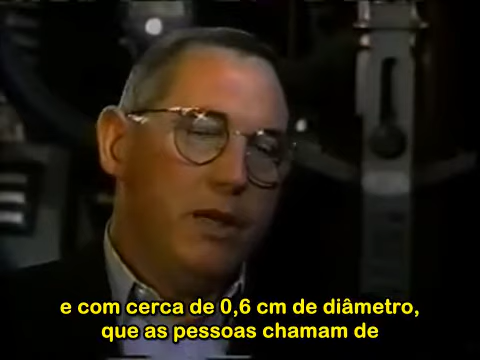 e com cerca de 0,6 cm de diâmetro,
que as pessoas chamam de